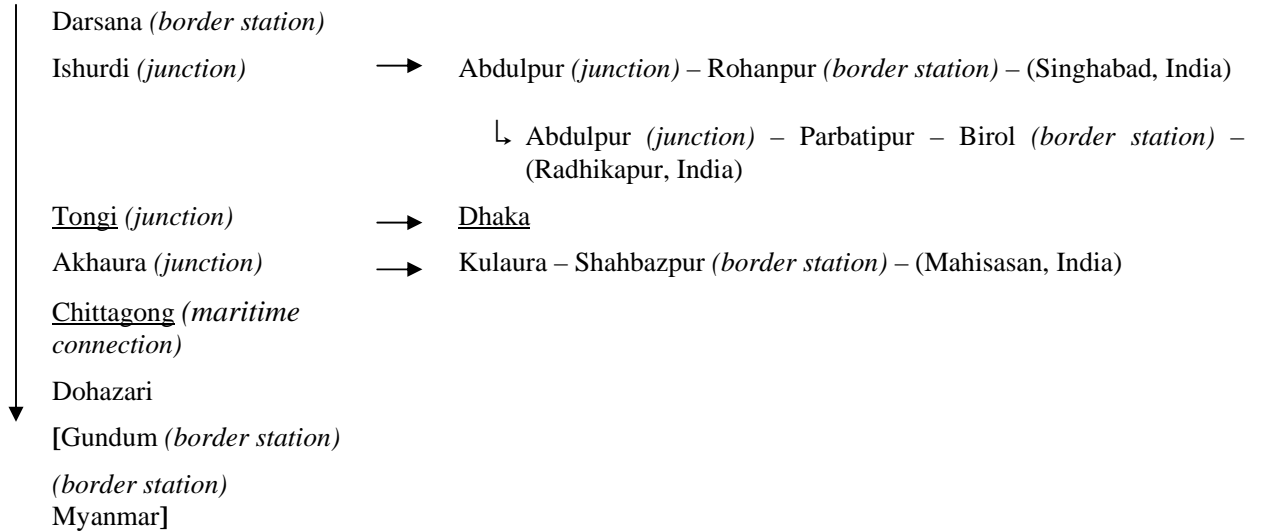 Darsana (border station)
Ishurdi (junction) → Abdulpur (junction) – Rohanpur (border station) – (Singhabad, India)
↳ Abdulpur (junction) – Parbatipur – Birol (border station) –
(Radhikapur, India)
Tongi (junction) → Dhaka
Akhaura (junction) → Kulaura – Shahbazpur (border station) – (Mahisasan, India)
Chittagong (maritime
connection)
Dohazari
[Gundum (border station)
(border station)
Myanmar]